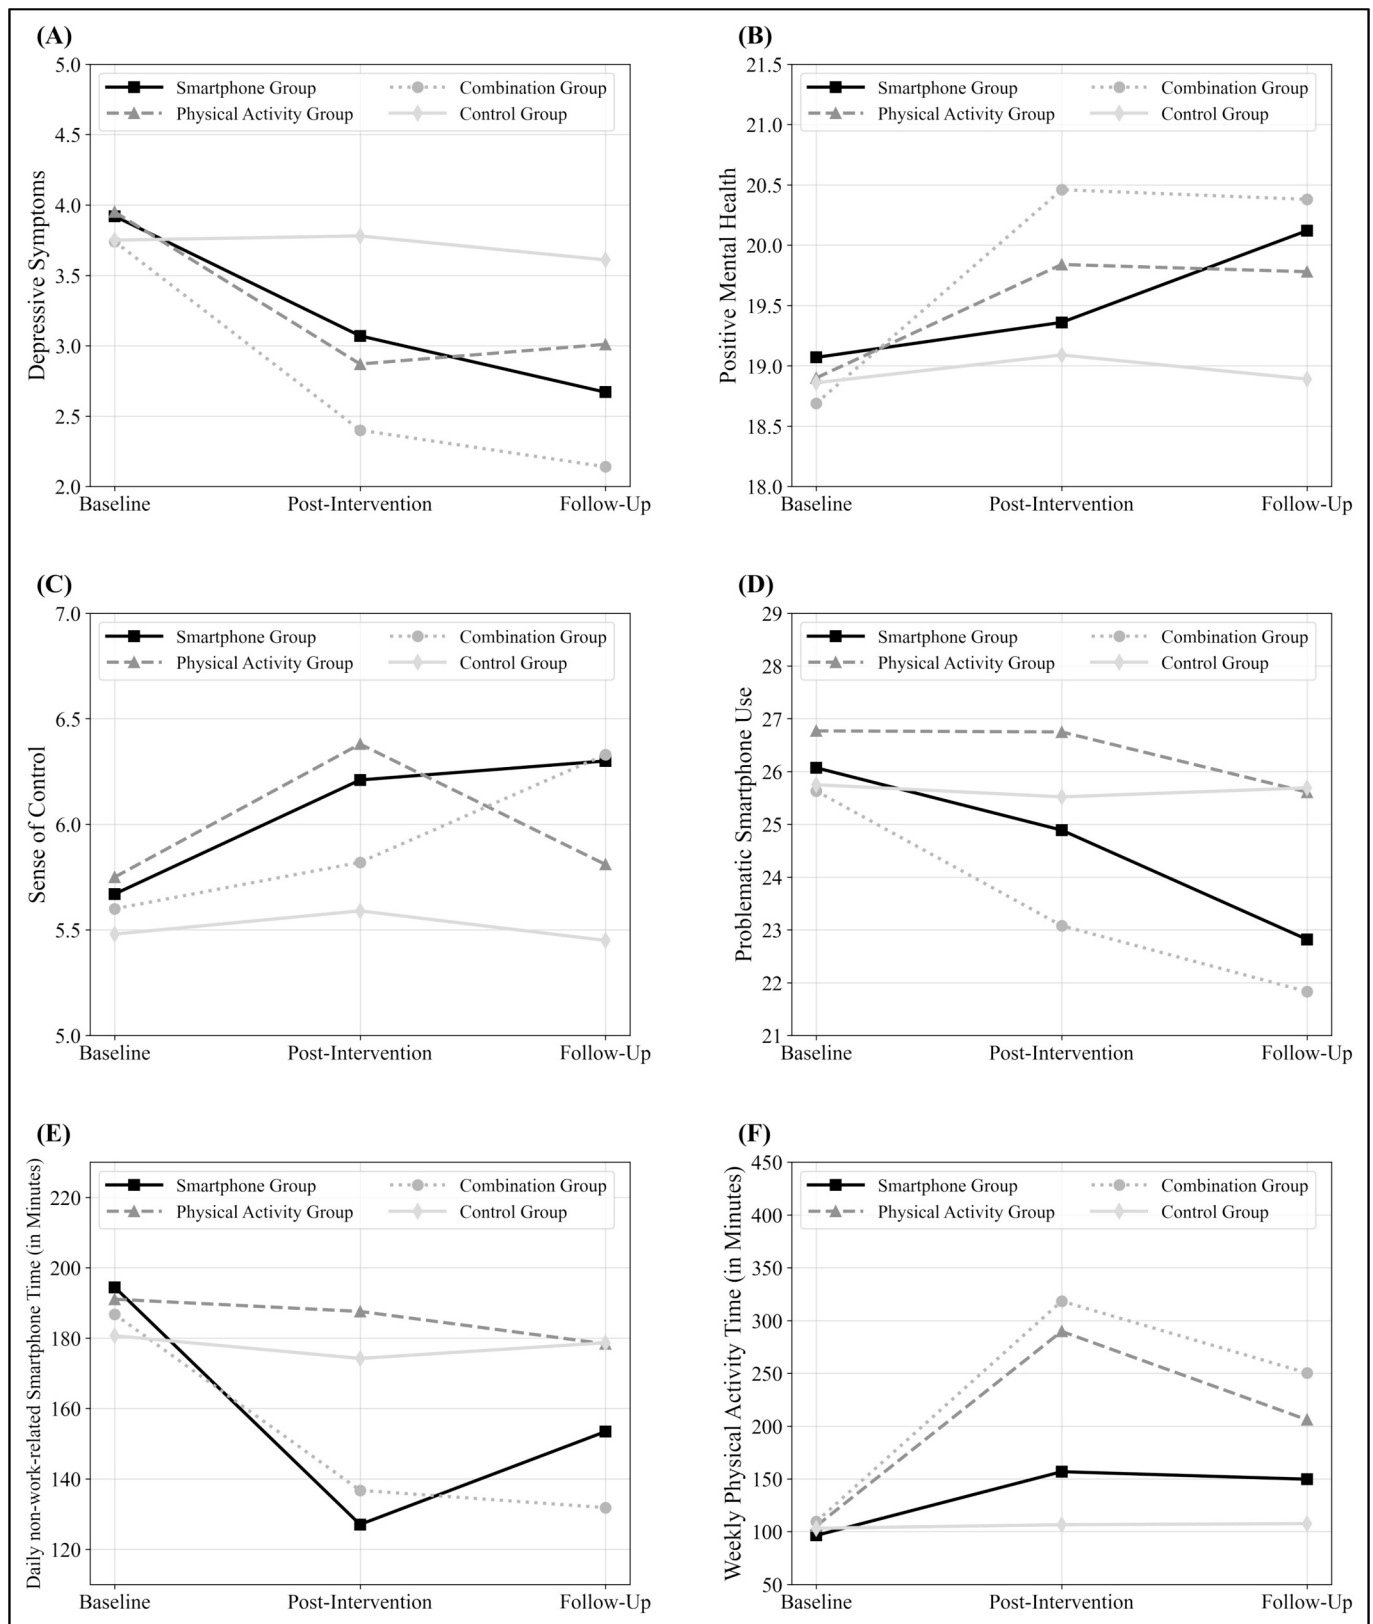 (A)
Depressive Symptoms
5.0
4.5
4.0
3.5
3.0
2.5
2.0
Smartphone Group
Physical Activity Group
Combination Group
Control Group
Baseline
Post-Intervention
Follow-Up
(B)
Positive Mental Health
21.5
21.0
20.5
20.0
19.5
19.0
18.5
18.0
Smartphone Group
Physical Activity Group
Combination Group
Control Group
Baseline
Post-Intervention
Follow-Up
(C)
Sense of Control
7.0
6.5
6.0
5.5
5.0
Smartphone Group
Physical Activity Group
Combination Group
Control Group
Baseline
Post-Intervention
Follow-Up
(D)
Problematic Smartphone Use
29
28
27
26
25
24
23
22
21
Smartphone Group
Physical Activity Group
Combination Group
Control Group
Baseline
Post-Intervention
Follow-Up
(E)
Daily non-work-related Smartphone Time (in Minutes)
220
200
180
160
140
120
Smartphone Group
Physical Activity Group
Combination Group
Control Group
Baseline
Post-Intervention
Follow-Up
(F)
Weekly Physical Activity Time (in Minutes)
450
400
350
300
250
200
150
100
50
Smartphone Group
Physical Activity Group
Combination Group
Control Group
Baseline
Post-Intervention
Follow-Up